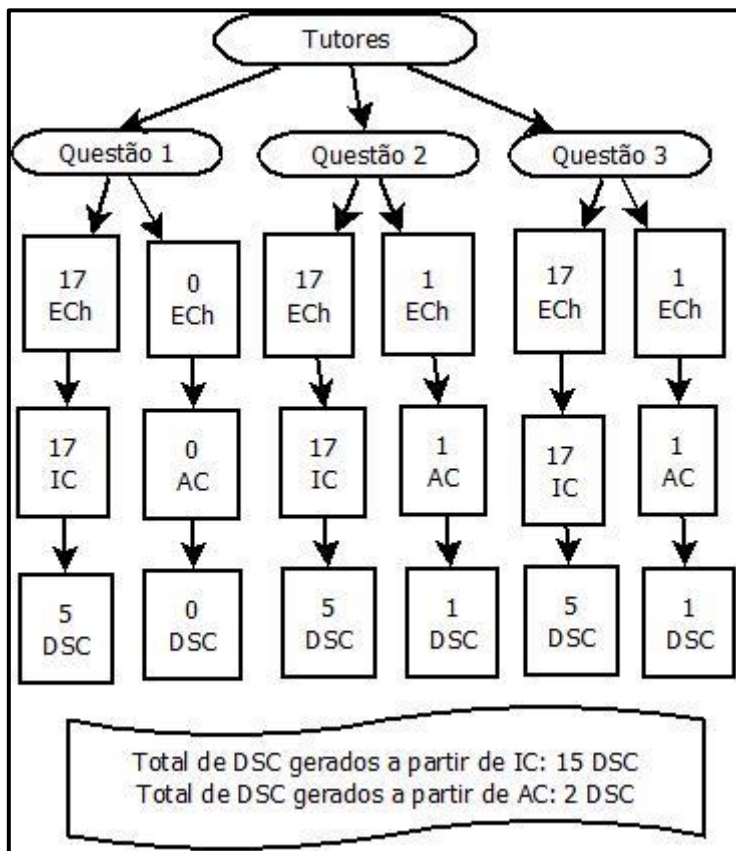 Tutores
Questão 1
Questão 2
Questão 3
17
ECh
0
ECh
17
ECh
1
ECh
17
ECh
1
ECh
17
IC
0
AC
17
IC
1
AC
17
IC
1
AC
5
DSC
0
DSC
5
DSC
1
DSC
5
DSC
1
DSC
Total de DSC gerados a partir de IC: 15 DSC
Total de DSC gerados a partir de AC: 2 DSC